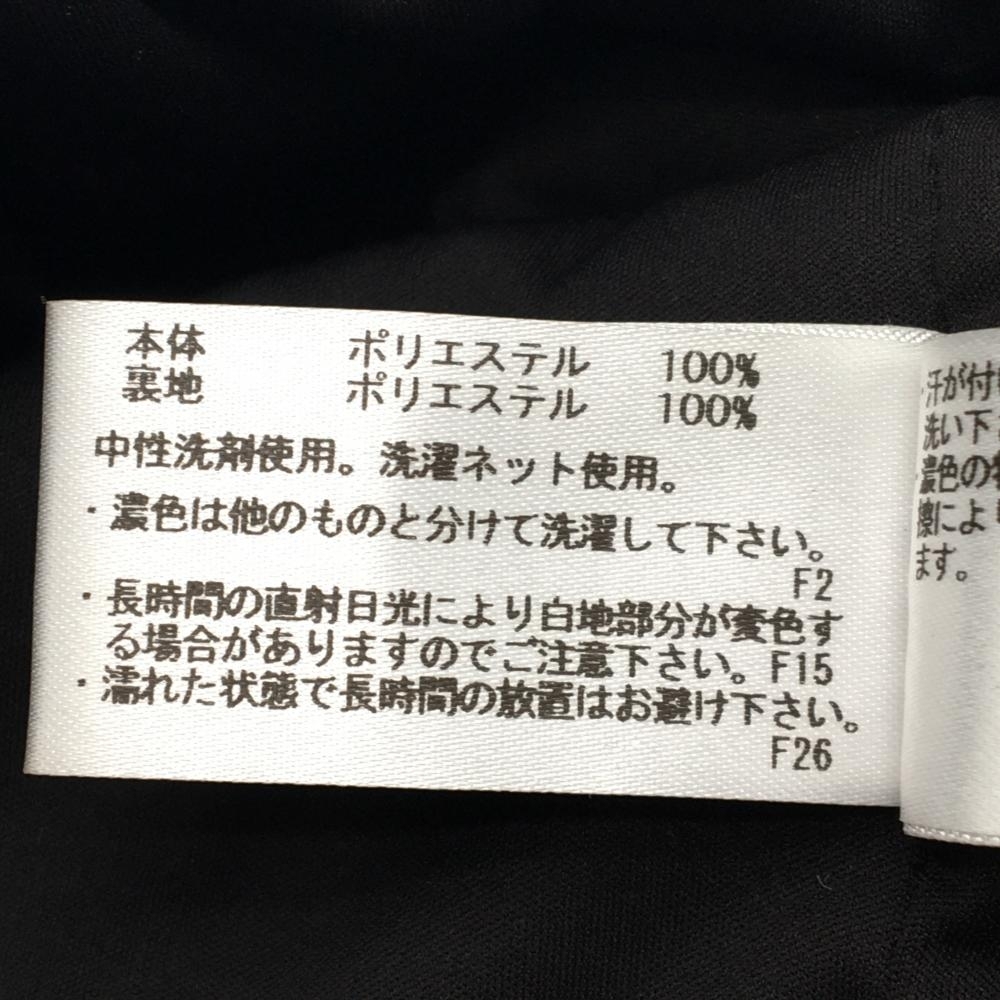 本体 ポリエステル 100%
裏地 ポリエステル 100%
中性洗剤使用。洗濯ネット使用。
・濃色は他のものと分けて洗濯して下さい。
F2
・長時間の直射日光により白地部分が変色す
る場合がありますのでご注意下さい。F15
・濡れた状態で長時間の放置はお避け下さい。
F26
・汗が付
洗い下
・濃色の
擦によ
ます。